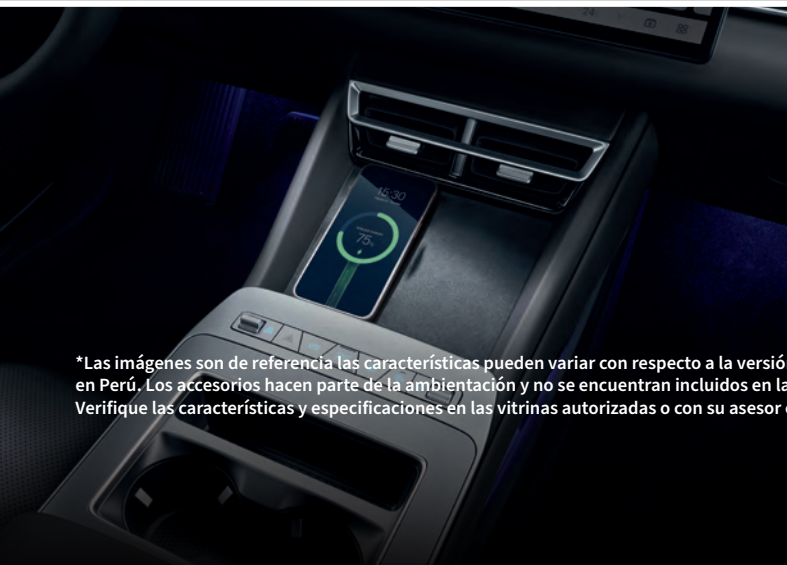 24
15:30
75%
*Las imágenes son de referencia las características pueden variar con respecto a la versió
en Perú. Los accesorios hacen parte de la ambientación y no se encuentran incluidos en la
Verifique las características y especificaciones en las vitrinas autorizadas o con su asesor